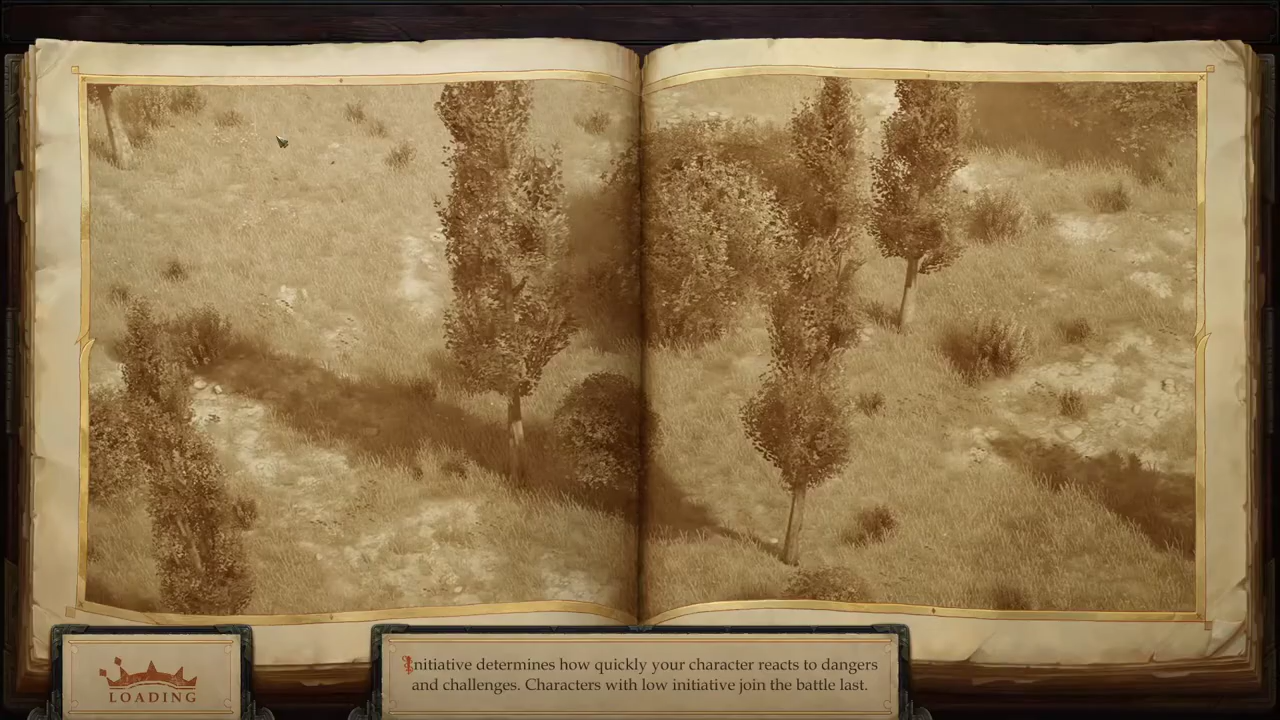 Initiative determines how quickly your character reacts to dangers
and challenges. Characters with low initiative join the battle last.
LOADING